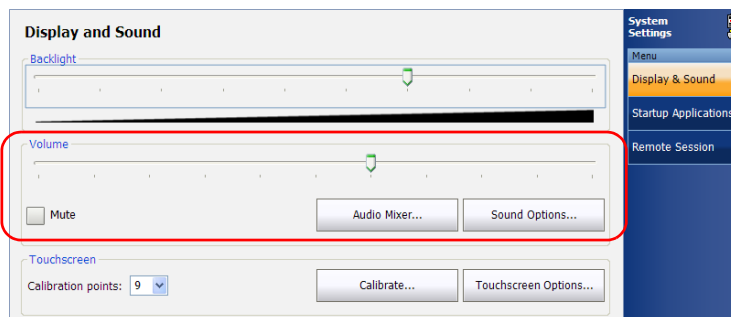 Display and Sound
Backlight
Volume
Mute
Audio Mixer...
Sound Options...
Touchscreen
Calibration points: 9
Calibrate...
Touchscreen Options...
System
Settings
Menu
Display & Sound
Startup Applications
Remote Session